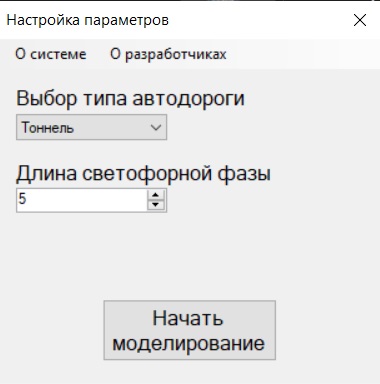 Настройка параметров
О системе О разработчиках
Выбор типа автодороги
Тоннель
Длина светофорной фазы
5
Начать
моделирование